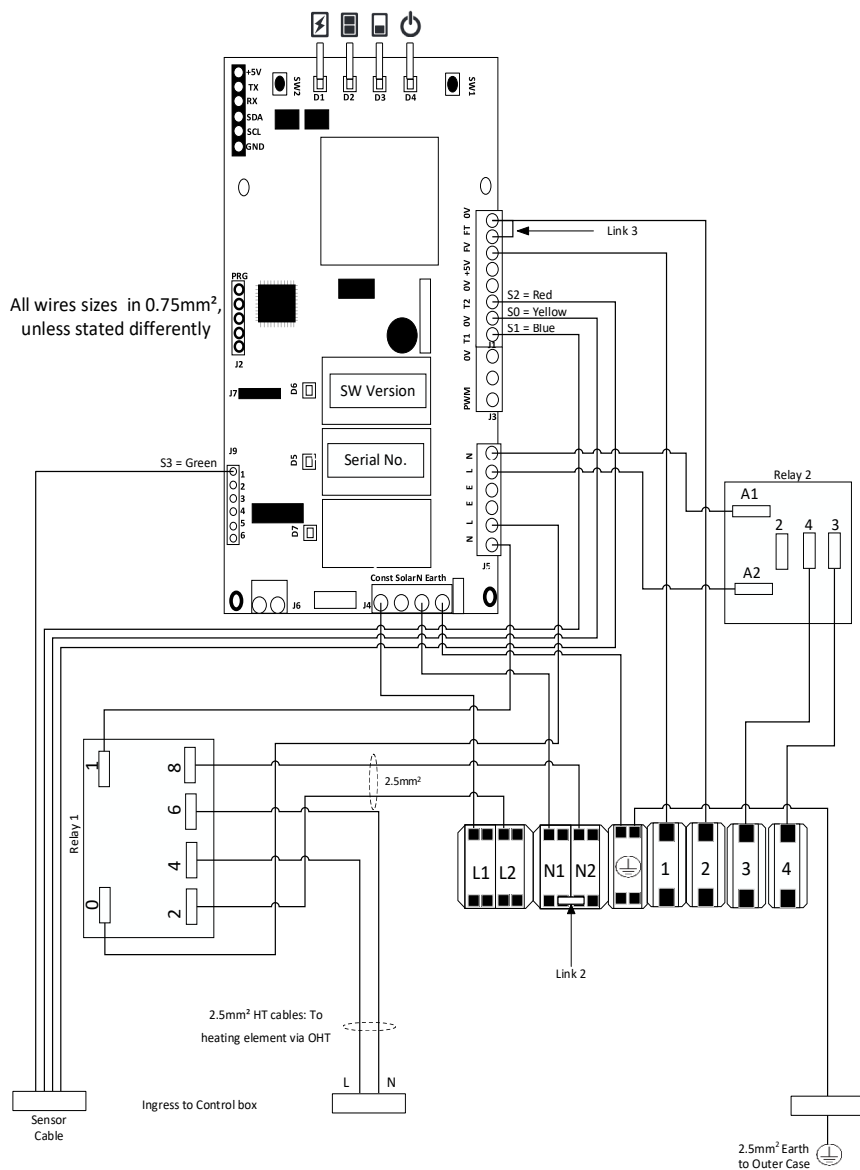 +5V
TX
RX
SDA
SCL
GND
SW2
D1
D2
D3
D4
SW1
0V
FT
FV
+5V
0V
T2
0V
T1
J1
0V
PWM
J3
Link 3
S2 = Red
S0 = Yellow
S1 = Blue
All wires sizes in 0.75mm²,
unless stated differently
PRG
J2
J7
D6
SW Version
J9
S3 = Green
1
2
3
4
5
6
D5
Serial No.
D7
N
L
E
E
L
N
J5
Const SolarN Earth
J6
J4
Relay 2
A1
2
4
3
A2
Relay 1
1
8
6
4
0
2
2.5mm²
L1
L2
N1
N2
1
2
3
4
Link 2
2.5mm² HT cables: To
heating element via OHT
L
N
Sensor
Cable
Ingress to Control box
2.5mm² Earth
to Outer Case